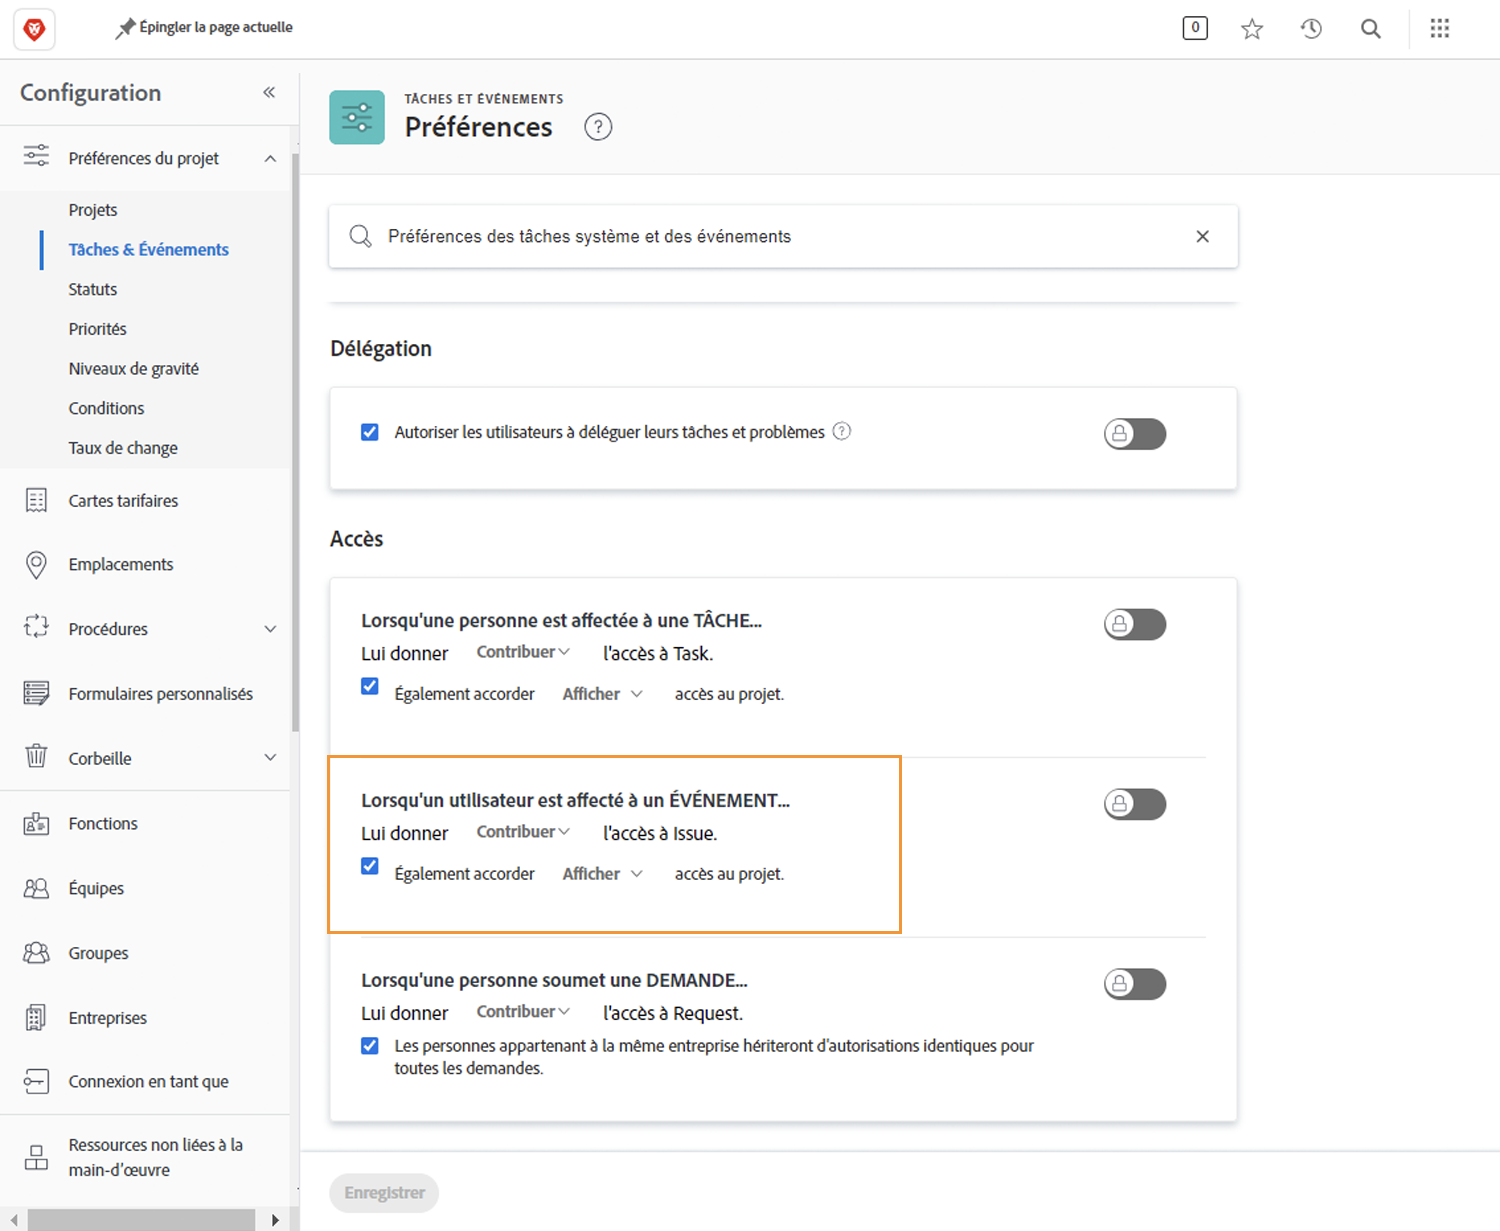 Épingler la page actuelle
0
Configuration
Préférences du projet
Projets
Tâches & Événements
Statuts
Priorités
Niveaux de gravité
Conditions
Taux de change
Cartes tarifaires
Emplacements
Procédures
Formulaires personnalisés
Corbeille
Fonctions
Équipes
Groupes
Entreprises
Connexion en tant que
Ressources non liées à la
main-d'œuvre
TÂCHES ET ÉVÉNEMENTS
Préférences
?
Préférences des tâches système et des événements
Délégation
Autoriser les utilisateurs à déléguer leurs tâches et problèmes ?
Accès
Lorsqu'une personne est affectée à une TÂCHE...
Lui donner Contribuer l'accès à Task.
Également accorder Afficher accès au projet.
Lorsqu'un utilisateur est affecté à un ÉVÉNEMENT...
Lui donner Contribuer l'accès à Issue.
Également accorder Afficher accès au projet.
Lorsqu'une personne soumet une DEMANDE...
Lui donner Contribuer l'accès à Request.
Les personnes appartenant à la même entreprise hériteront d'autorisations identiques pour
toutes les demandes.
Enregistrer